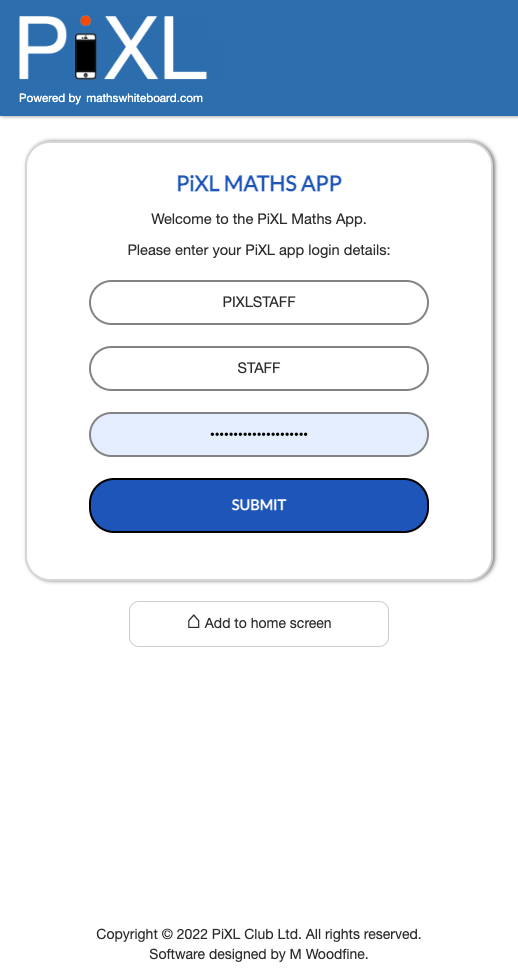 PiXL
Powered by mathswhiteboard.com
PiXL MATHS APP
Welcome to the PiXL Maths App.
Please enter your PiXL app login details:
PIXLSTAFF
STAFF
•••••••••••••••••••••
SUBMIT
Add to home screen
Copyright © 2022 PiXL Club Ltd. All rights reserved.
Software designed by M Woodfine.